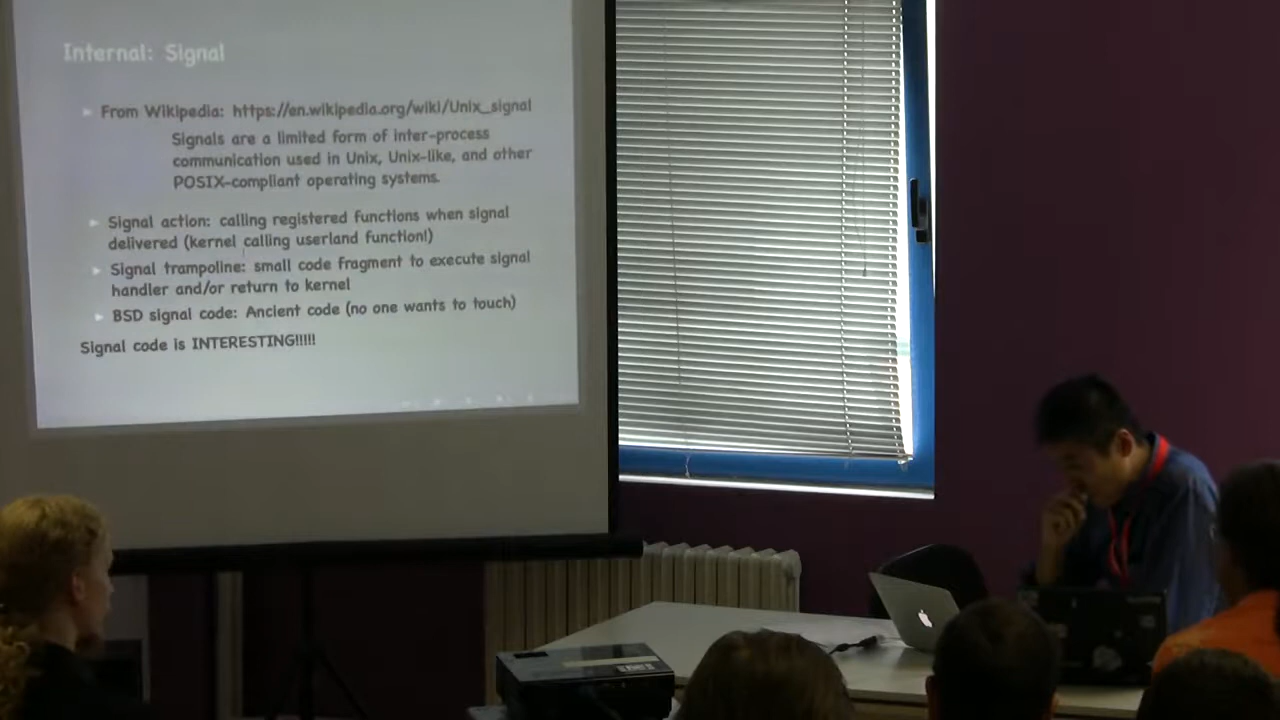 Internal: Signal
From Wikipedia: https://en.wikipedia.org/wiki/Unix_signal
Signals are a limited form of inter-process
communication used in Unix, Unix-like, and other
POSIX-compliant operating systems.
Signal action: calling registered functions when signal
delivered (kernel calling userland function!)
Signal trampoline: small code fragment to execute signal
handler and/or return to kernel
BSD signal code: Ancient code (no one wants to touch)
Signal code is INTERESTING!!!!!